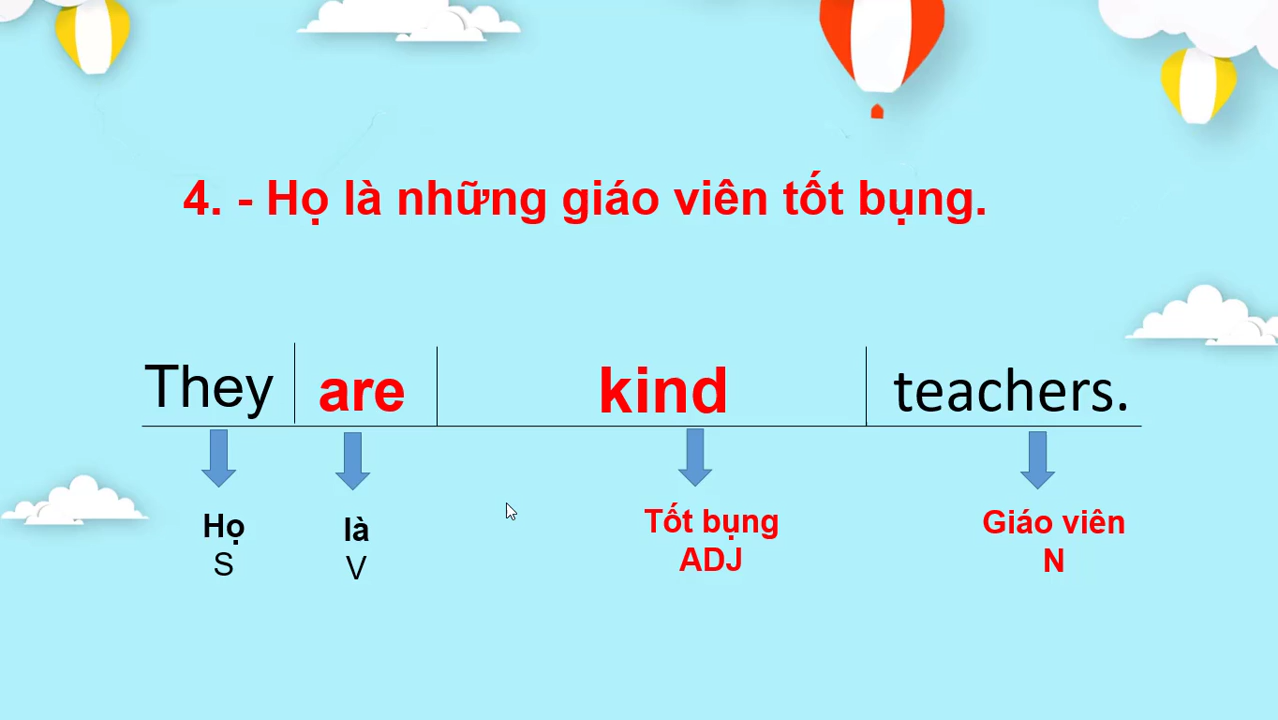 4. - Họ là những giáo viên tốt bụng.
They are kind teachers.
Họ là Tốt bụng Giáo viên
S V ADJ N